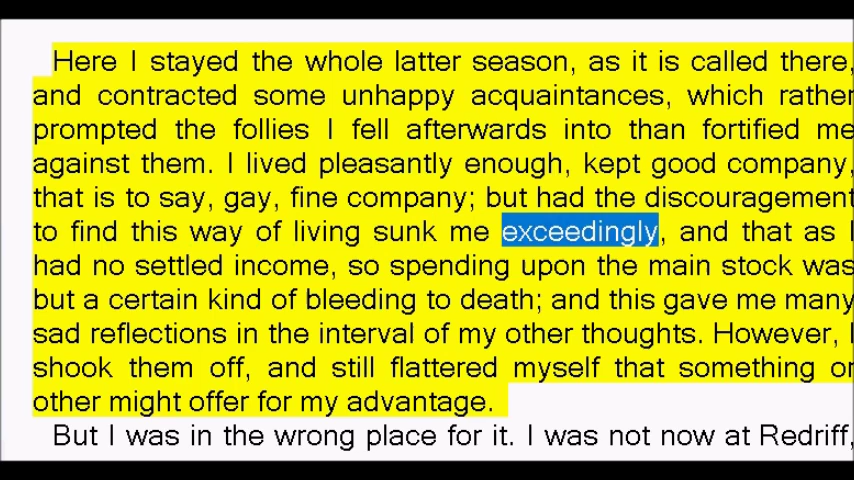 Here I stayed the whole latter season, as it is called there,
and contracted some unhappy acquaintances, which rather
prompted the follies I fell afterwards into than fortified me
against them. I lived pleasantly enough, kept good company,
that is to say, gay, fine company; but had the discouragement
to find this way of living sunk me exceedingly, and that as I
had no settled income, so spending upon the main stock was
but a certain kind of bleeding to death; and this gave me many
sad reflections in the interval of my other thoughts. However, I
shook them off, and still flattered myself that something or
other might offer for my advantage.
But I was in the wrong place for it. I was not now at Redriff,